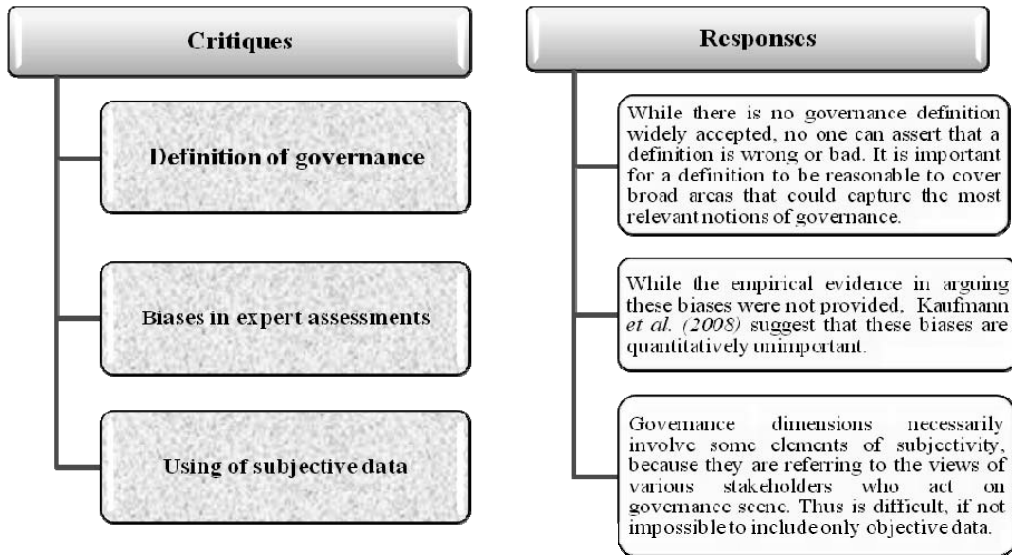 Critiques
Definition of governance
Biases in expert assessments
Using of subjective data
Responses
While there is no governance definition
widely accepted, no one can assert that a
definition is wrong or bad. It is important
for a definition to be reasonable to cover
broad areas that could capture the most
relevant notions of governance.
While the empirical evidence in arguing
these biases were not provided. Kaufmann
et al. (2008) suggest that these biases are
quantitatively unimportant.
Governance dimensions necessarily
involve some elements of subjectivity,
because they are referring to the views of
various stakeholders who act on
governance scene. Thus is difficult, if not
impossible to include only objective data.